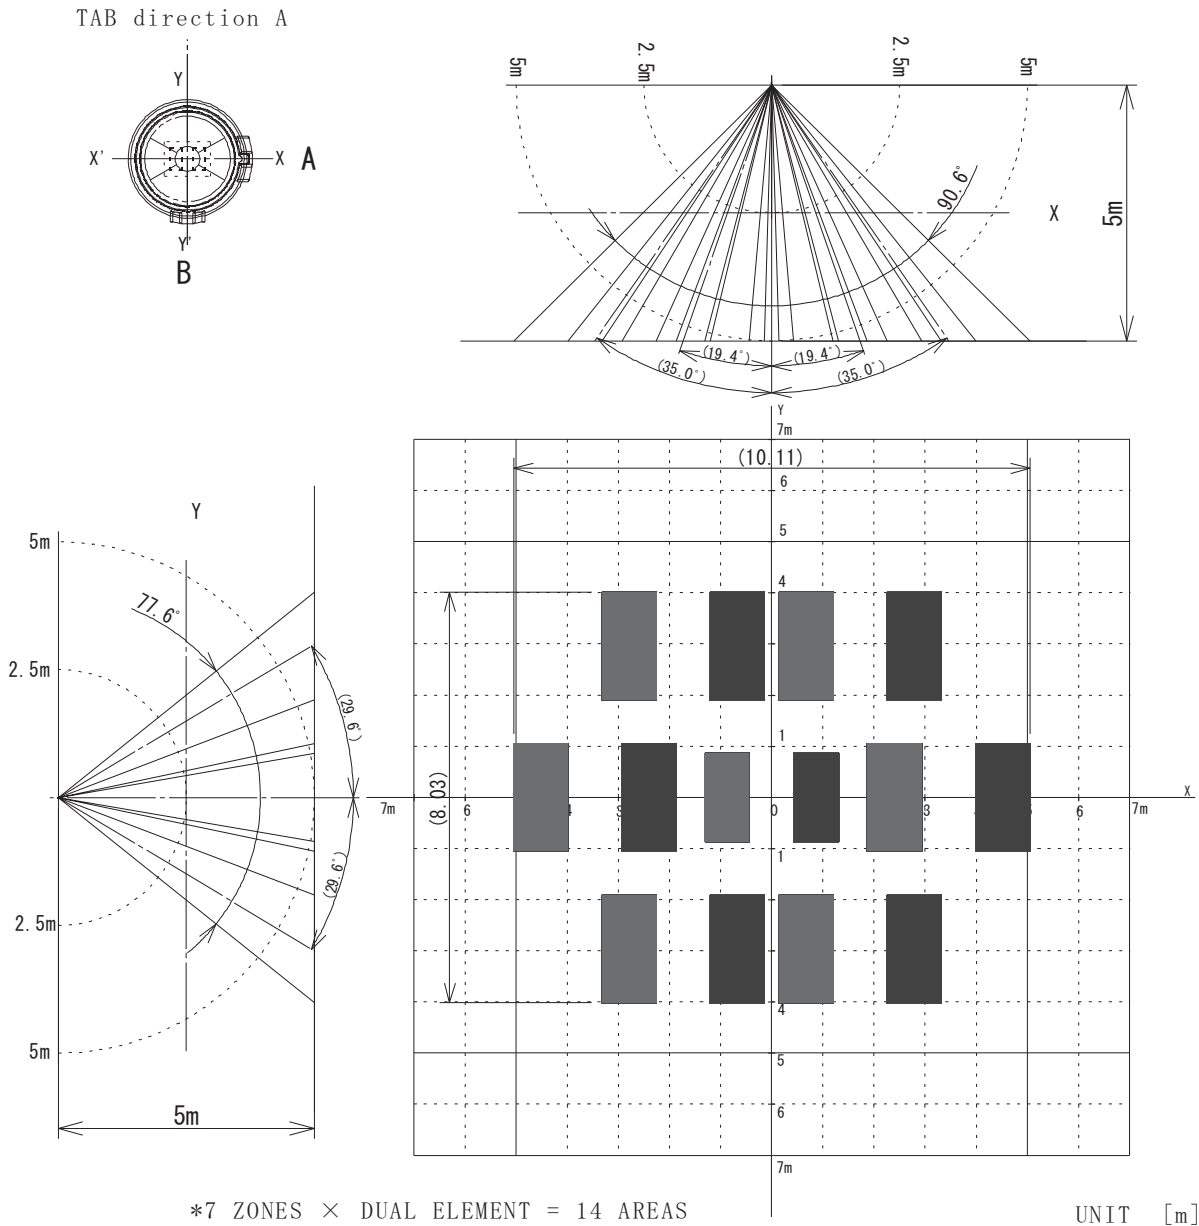 TAB direction A
Y
X' X A
Y'
B
5m 2.5m 2.5m 5m
90.6°
X
5m
(19.4°) (19.4°)
(35.0°) (35.0°)
Y
7m
(10.11)
6
5
4
1
Y
5m
77.6°
2.5m
(29.6°)
(8.03)
7m 6 4 3 0 3 6 7m X
1
(29.6°)
2.5m
4
5m
5
6
5m
7m
*7 ZONES × DUAL ELEMENT = 14 AREAS
UNIT [m]